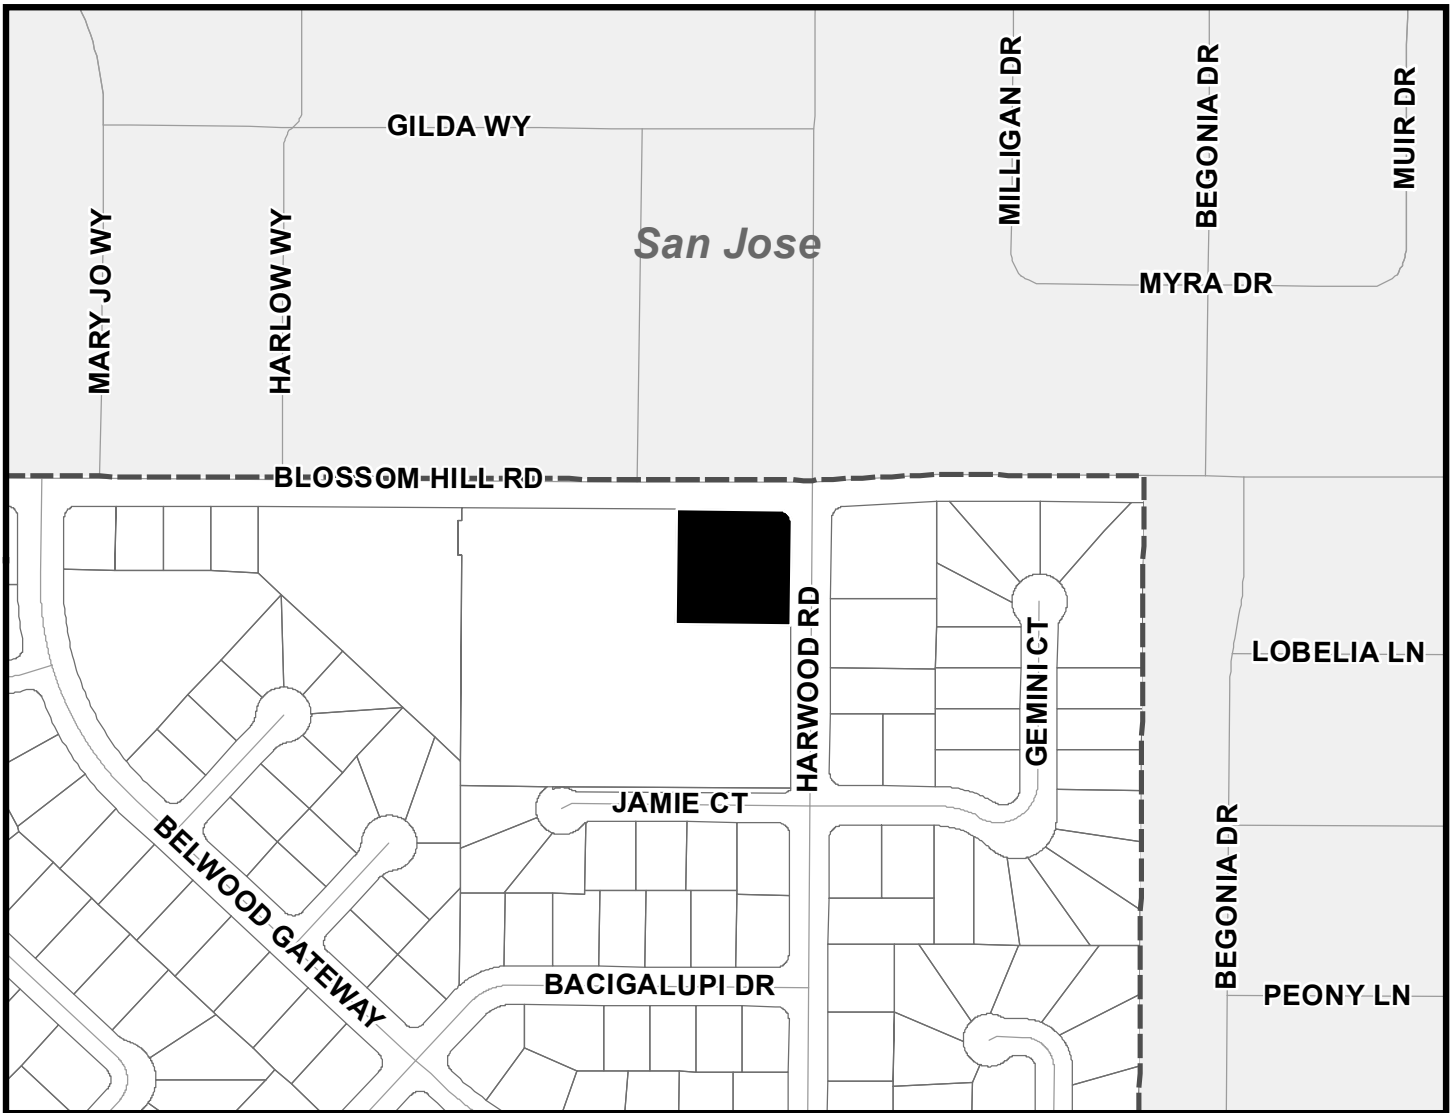 MILLIGAN DR
BEGONIA DR
MUIR DR
GILDA WY
MARY JO WY
HARLOW WY
San Jose
MYRA DR
BLOSSOM HILL RD
HARWOOD RD
GEMINI CT
LOBELIA LN
JAMIE CT
BELWOOD GATEWAY
BEGONIA DR
BACIGALUPI DR
PEONY LN